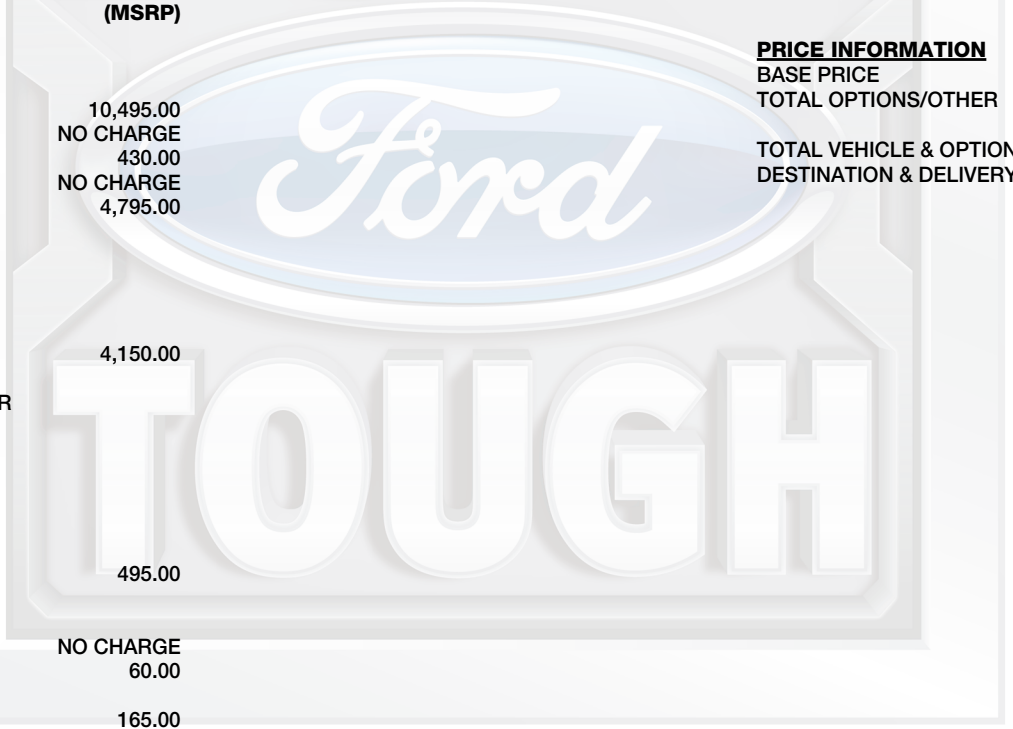 (MSRP)
10,495.00
NO CHARGE
430.00
NO CHARGE
4,795.00
4,150.00
R
495.00
NO CHARGE
60.00
165.00
PRICE INFORMATION
BASE PRICE
TOTAL OPTIONS/OTHER
TOTAL VEHICLE & OPTION
DESTINATION & DELIVERY
Ford
TOUGH